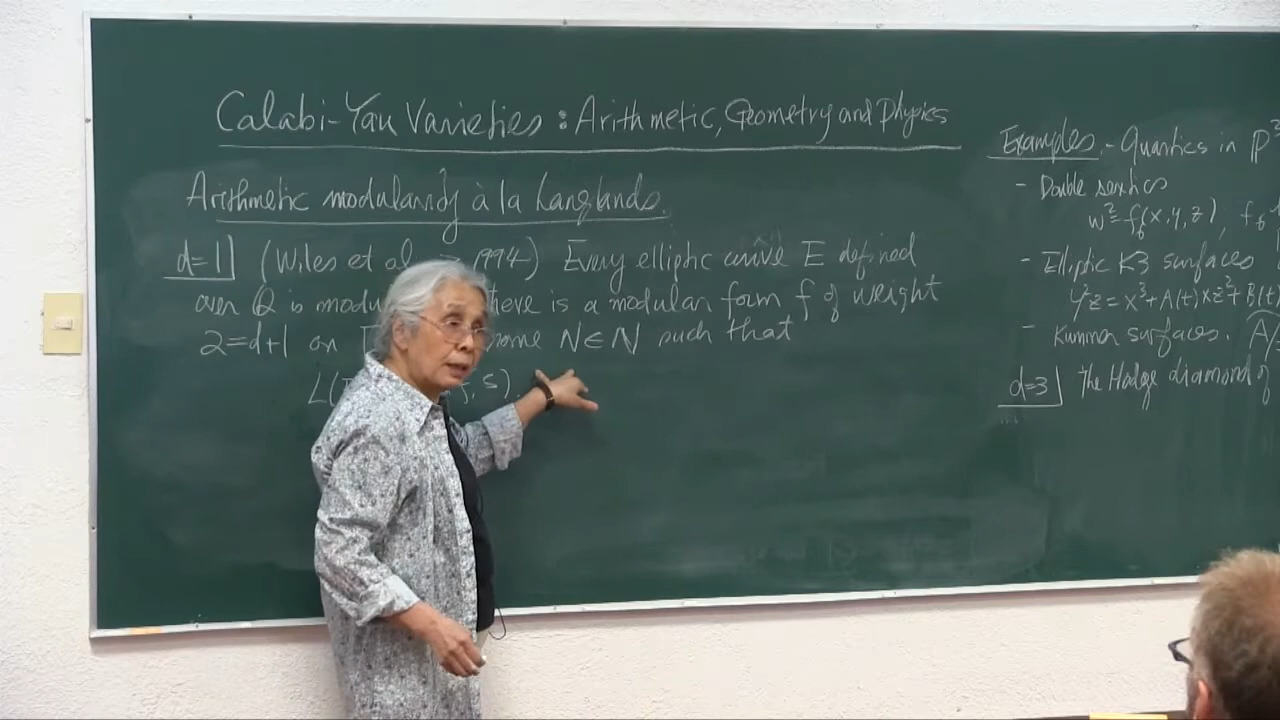 Calabi-Yau Varieties : Arithmetic, Geometry and Physics
Arithmetic modularity à la Langlands.
d=1 (Wiles et al 1994) Every elliptic curve E defined
over Q is modu here is a modular form f of weight
2=d+1 on some N∈N such that
L( , s).
Examples. - Quartics in P³
- Double sextics
w²=f₆(x,y,z), f₆
- Elliptic K3 surfaces
y²z=x³+A(t)xz²+B(t)
- Kummer surfaces. A/
d=3 The Hodge diamond of